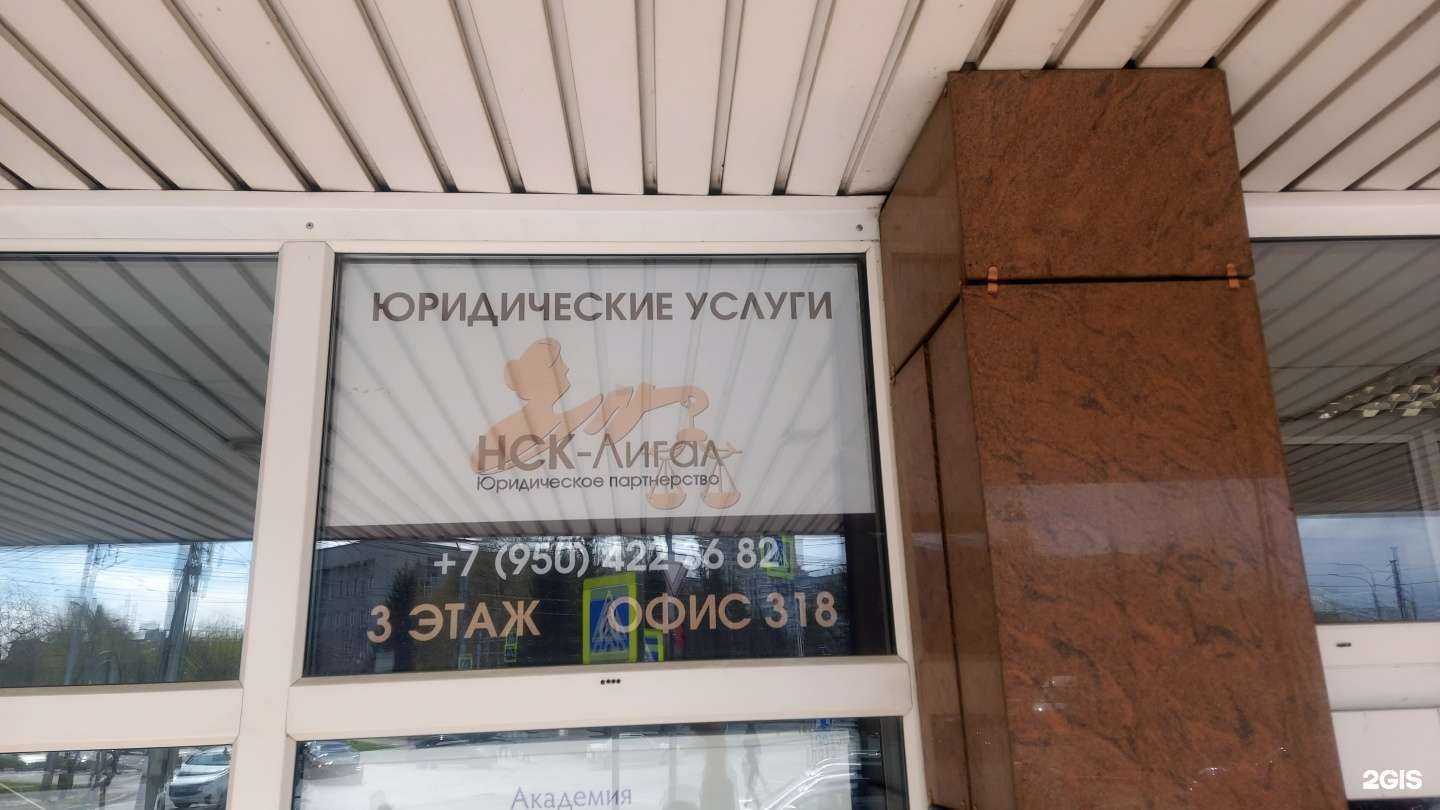 ЮРИДИЧЕСКИЕ УСЛУГИ
НСК-Лигал
Юридическое партнерство
+7 (950) 422 56 82
3 ЭТАЖ ОФИС 318
Академия
2GIS